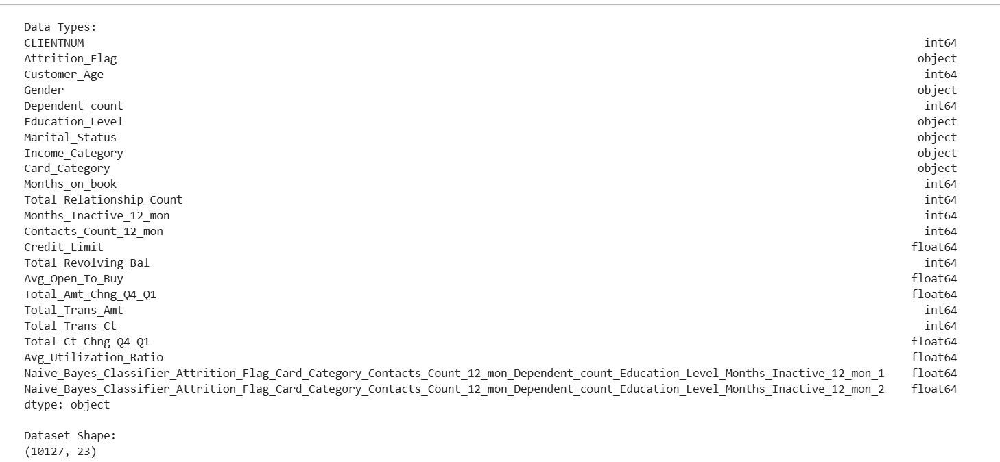 Data Types:
CLIENTNUM int64
Attrition_Flag object
Customer_Age int64
Gender object
Dependent_count int64
Education_Level object
Marital_Status object
Income_Category object
Card_Category object
Months_on_book int64
Total_Relationship_Count int64
Months_Inactive_12_mon int64
Contacts_Count_12_mon int64
Credit_Limit float64
Total_Revolving_Bal int64
Avg_Open_To_Buy float64
Total_Amt_Chng_Q4_Q1 float64
Total_Trans_Amt int64
Total_Trans_Ct int64
Total_Ct_Chng_Q4_Q1 float64
Avg_Utilization_Ratio float64
Naive_Bayes_Classifier_Attrition_Flag_Card_Category_Contacts_Count_12_mon_Dependent_count_Education_Level_Months_Inactive_12_mon_1 float64
Naive_Bayes_Classifier_Attrition_Flag_Card_Category_Contacts_Count_12_mon_Dependent_count_Education_Level_Months_Inactive_12_mon_2 float64
dtype: object
Dataset Shape:
(10127, 23)